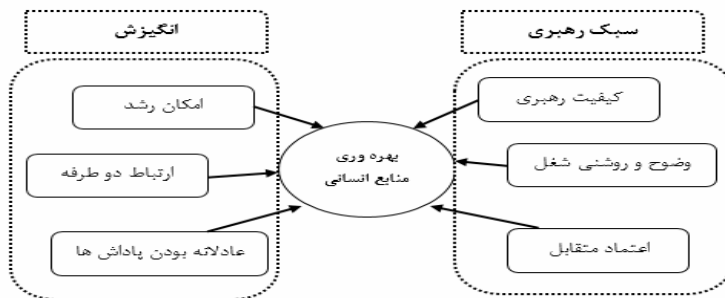 سبک رهبری
انگیزش
کیفیت رهبری
امکان رشد
بهره وری
منابع انسانی
وضوح و روشنی شغل
ارتباط دو طرفه
اعتماد متقابل
عادلانه بودن پاداش ها